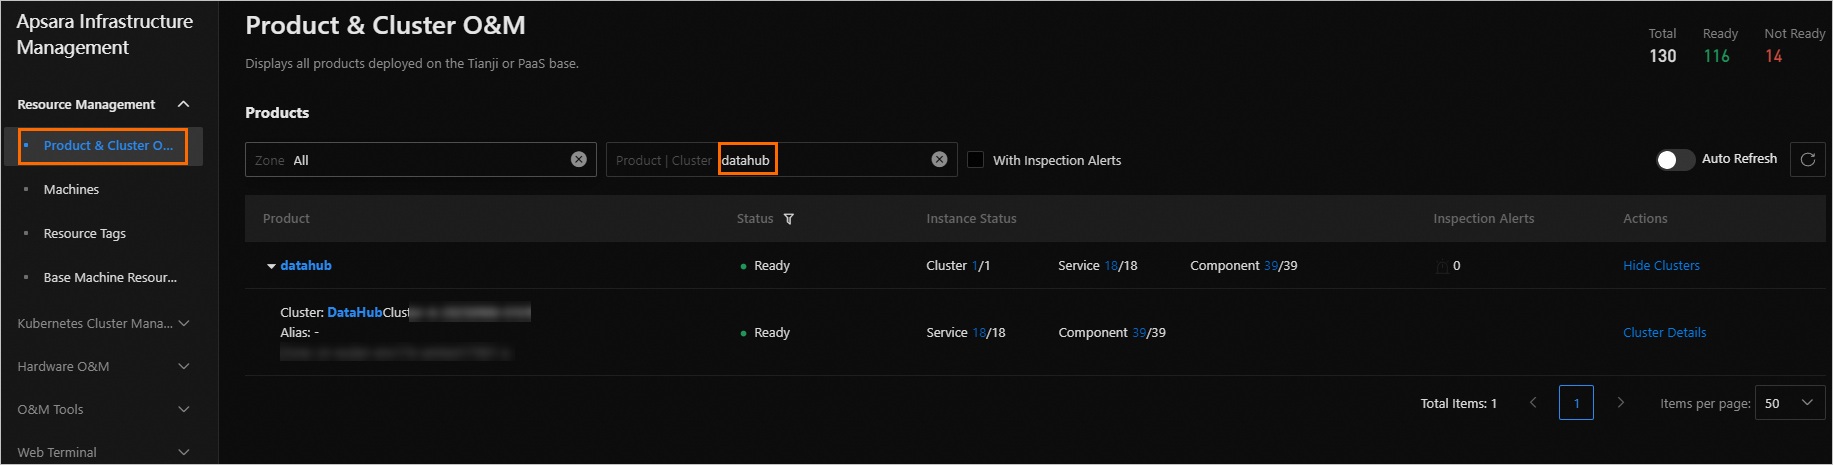 Apsara Infrastructure
Management
Resource Management
Product & Cluster O...
Machines
Resource Tags
Base Machine Resour...
Kubernetes Cluster Mana...
Hardware O&M
O&M Tools
Web Terminal
Product & Cluster O&M
Displays all products deployed on the Tianji or PaaS base.
Total Ready Not Ready
130 116 14
Products
Zone All Product | Cluster datahub With Inspection Alerts Auto Refresh
Product Status Instance Status Inspection Alerts Actions
datahub Ready Cluster 1/1 Service 18/18 Component 39/39 0 Hide Clusters
Cluster: DataHubClust
Alias: - Ready Service 18/18 Component 39/39 Cluster Details
Total Items: 1 1 Items per page: 50